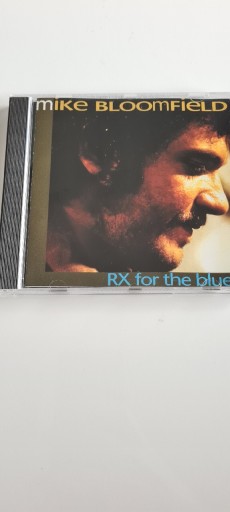 mike BLOOMFIELD
RX for the blue